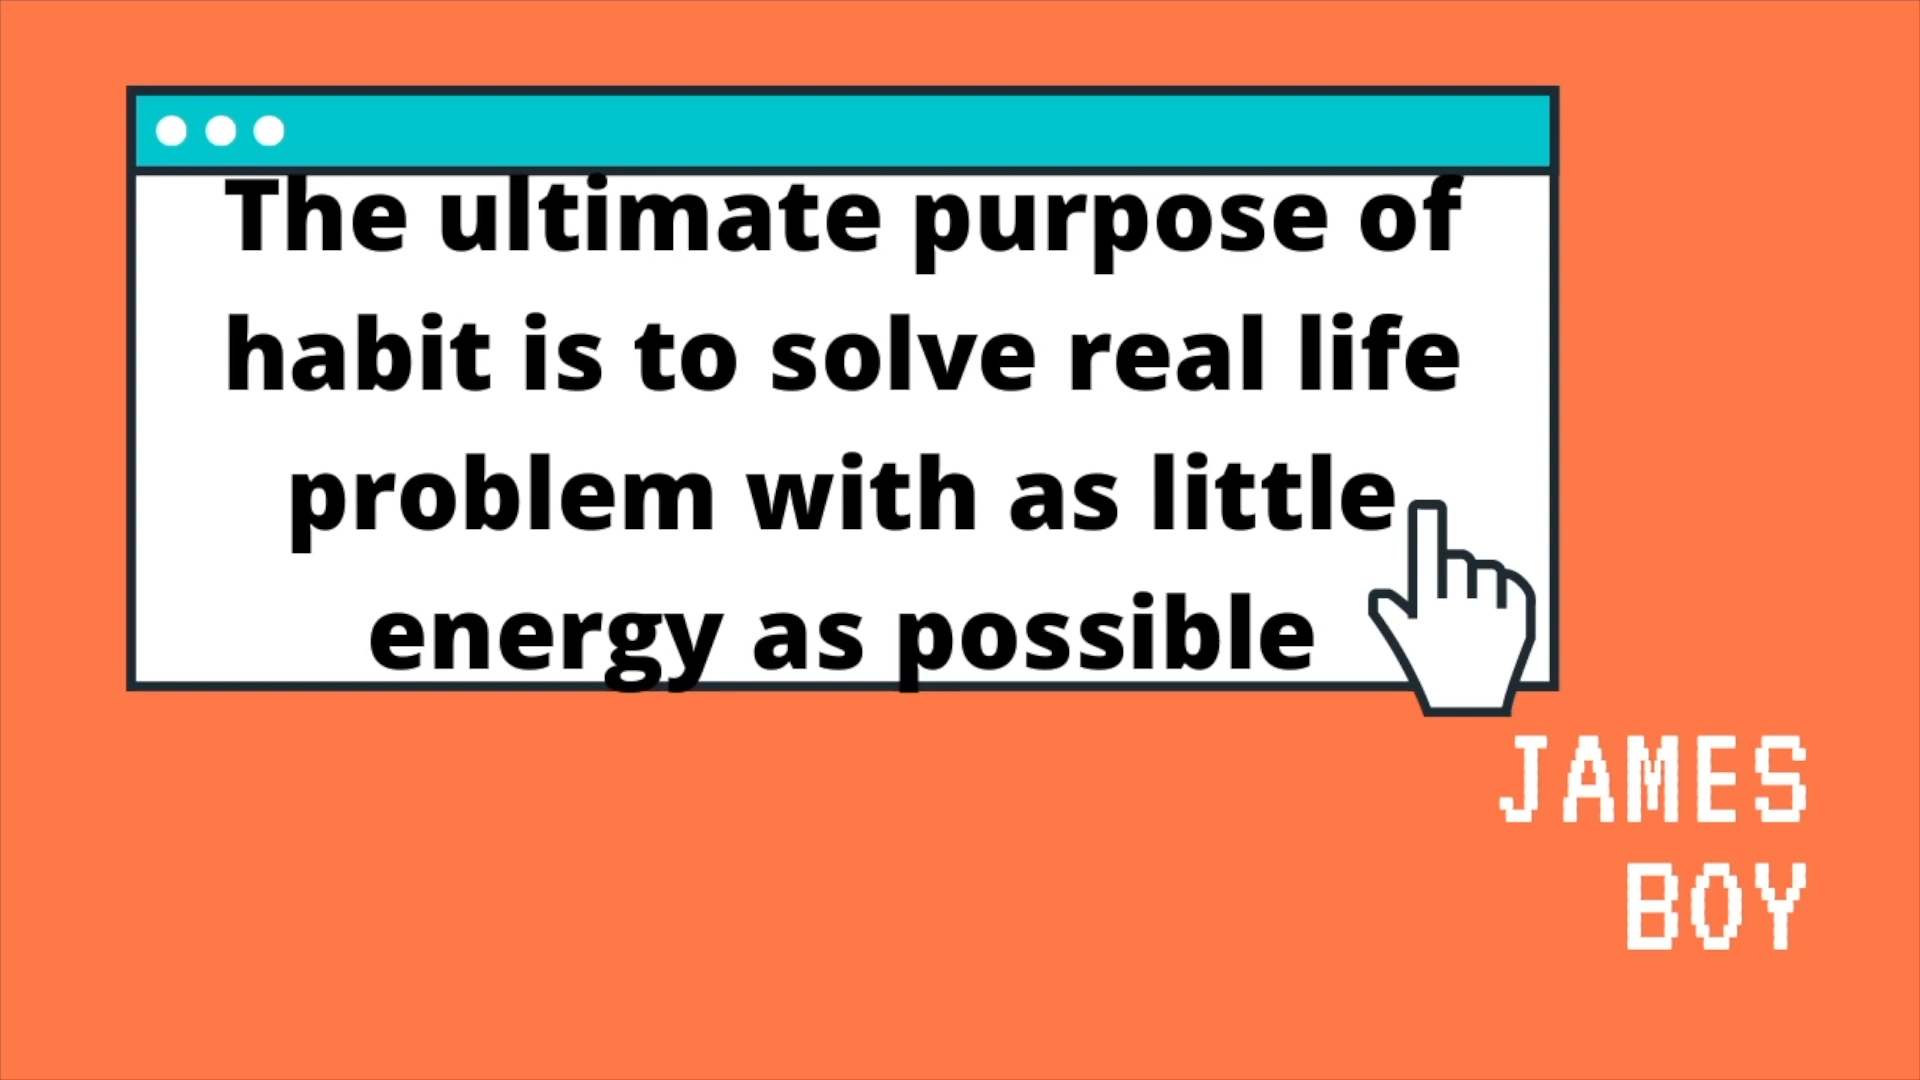 The ultimate purpose of
habit is to solve real life
problem with as little
energy as possible
JAMES
BOY